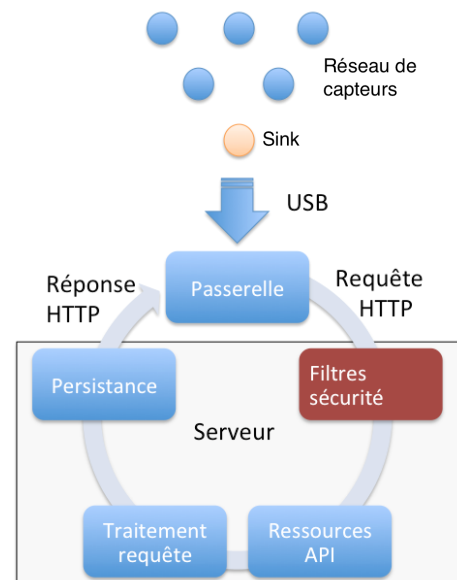 Réseau de
capteurs
Sink
USB
Passerelle
Réponse
HTTP
Requête
HTTP
Persistance
Filtres
sécurité
Serveur
Traitement
requête
Ressources
API